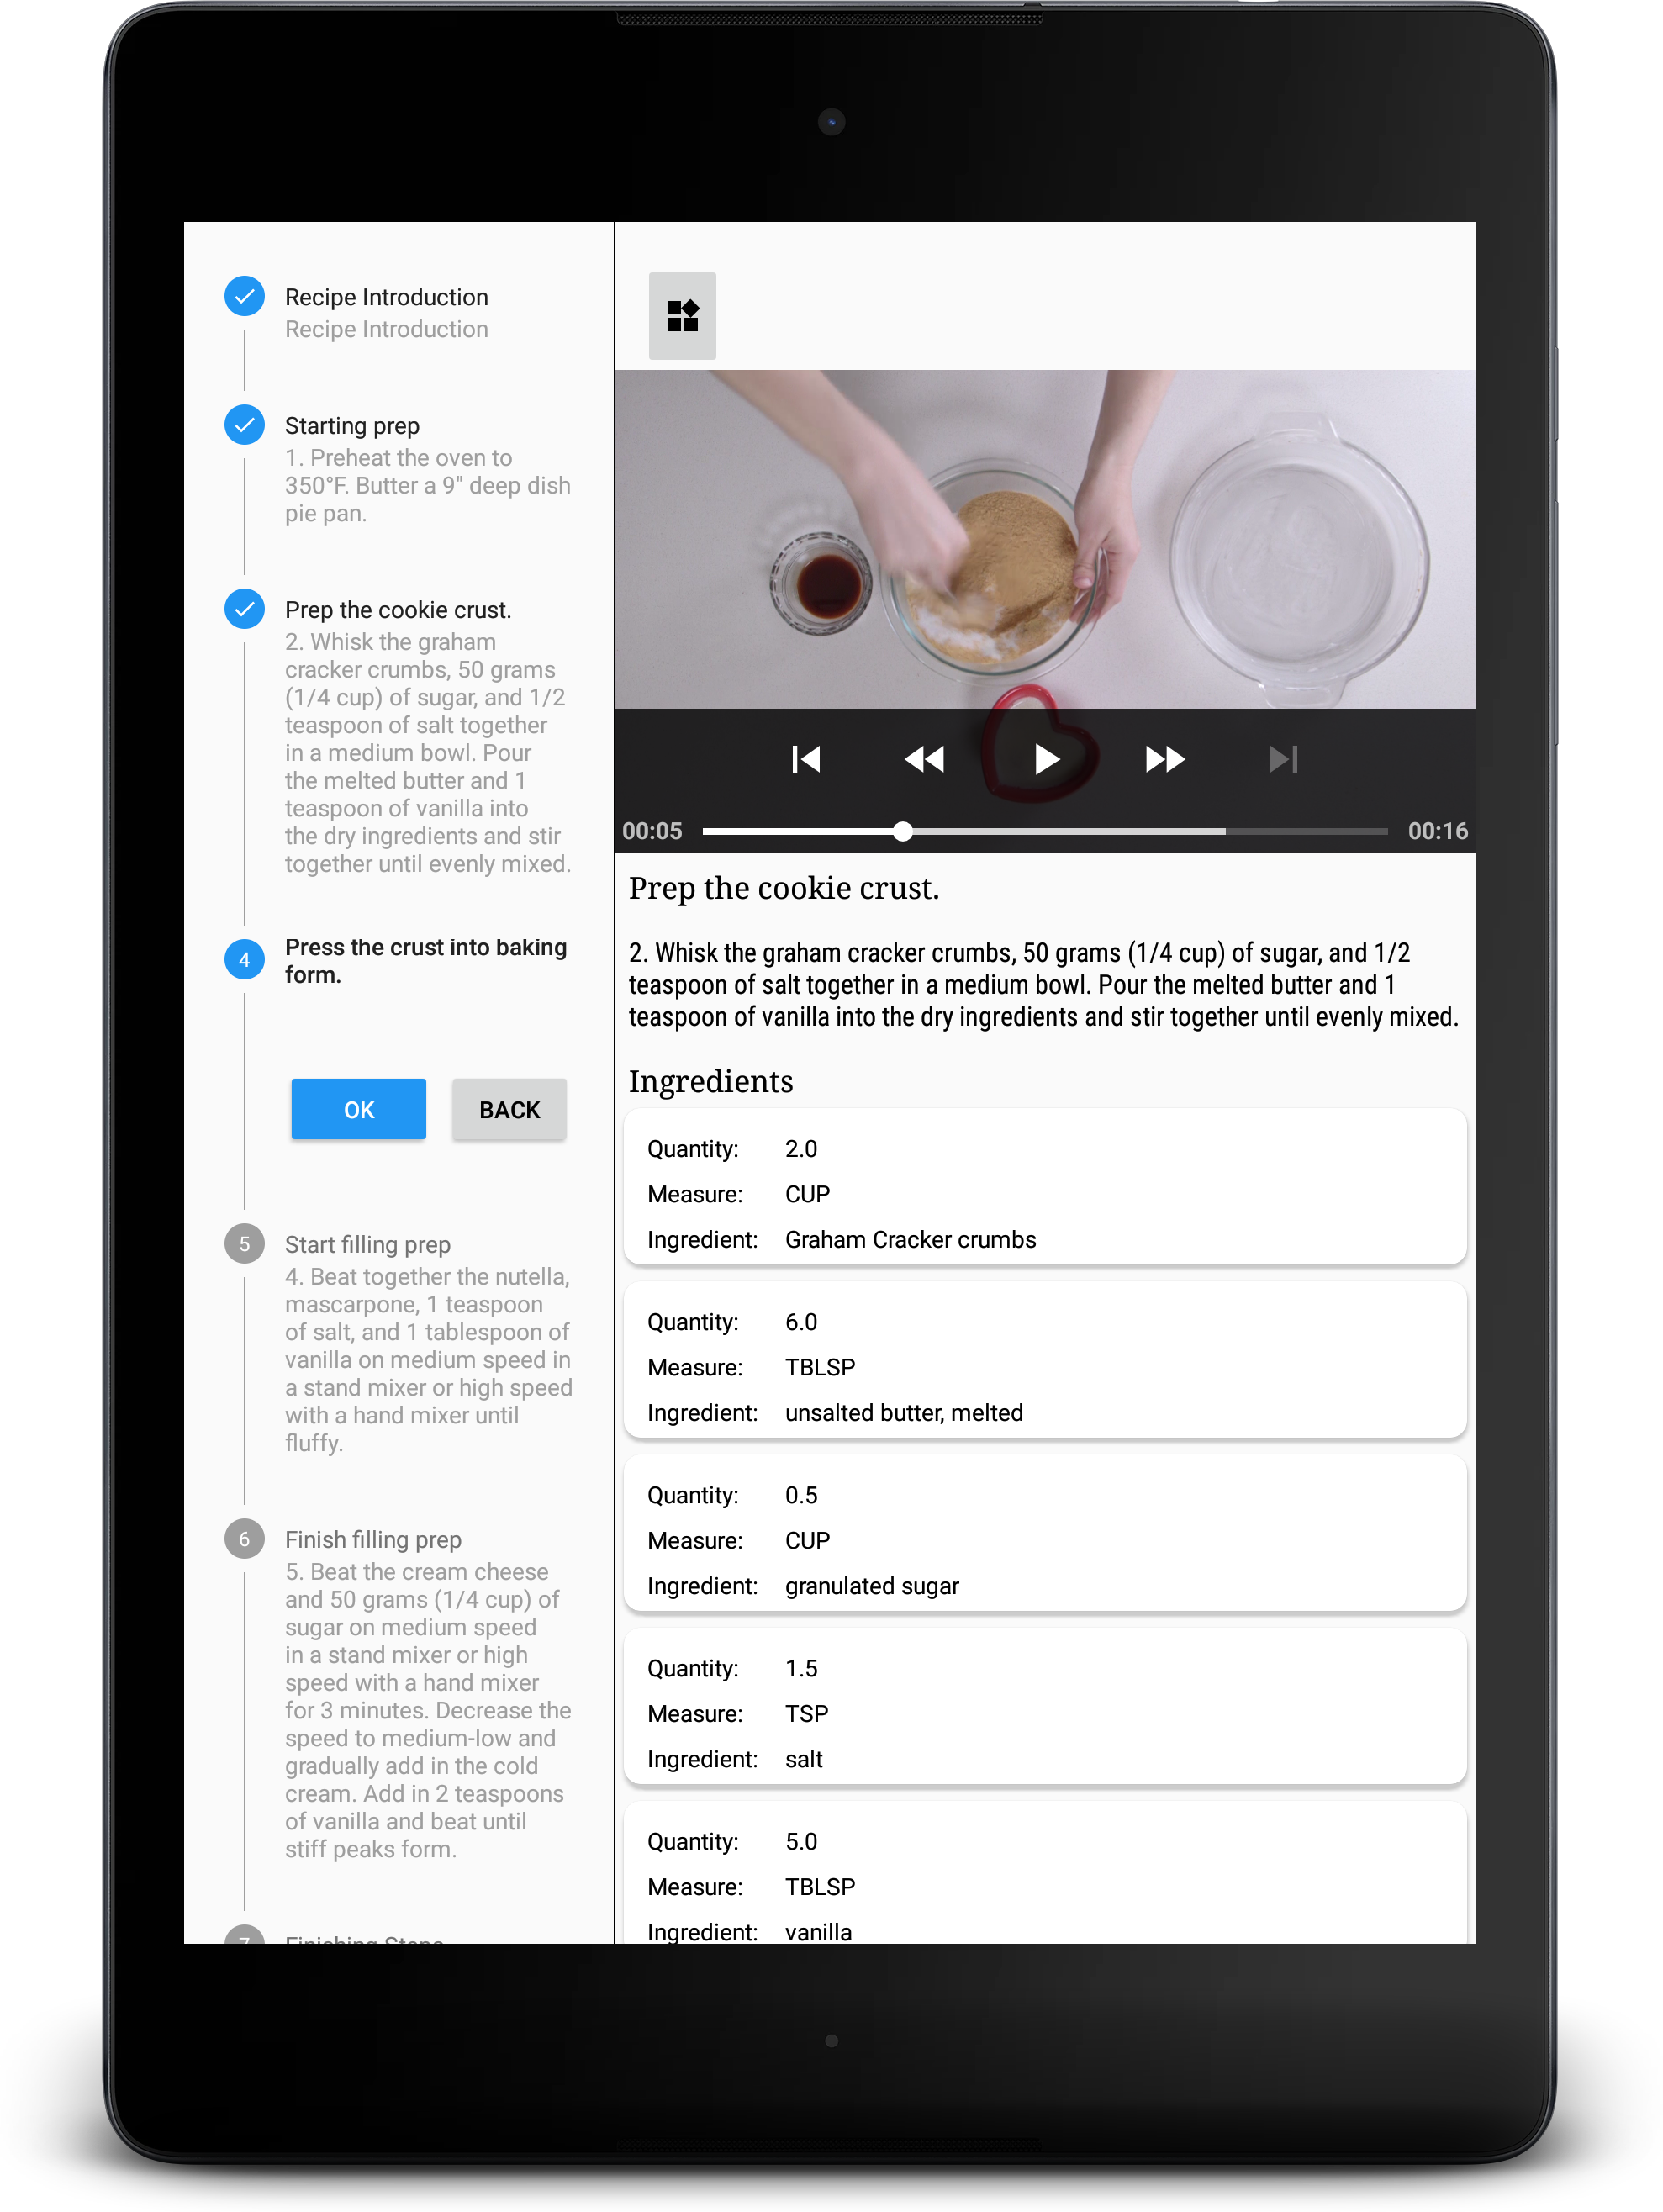 Recipe Introduction
Recipe Introduction
Starting prep
1. Preheat the oven to
350°F. Butter a 9" deep dish
pie pan.
Prep the cookie crust.
2. Whisk the graham
cracker crumbs, 50 grams
(1/4 cup) of sugar, and 1/2
teaspoon of salt together
in a medium bowl. Pour
the melted butter and 1
teaspoon of vanilla into
the dry ingredients and stir
together until evenly mixed.
4
Press the crust into baking
form.
OK
BACK
5
Start filling prep
4. Beat together the nutella,
mascarpone, 1 teaspoon
of salt, and 1 tablespoon of
vanilla on medium speed in
a stand mixer or high speed
with a hand mixer until
fluffy.
6
Finish filling prep
5. Beat the cream cheese
and 50 grams (1/4 cup) of
sugar on medium speed
in a stand mixer or high
speed with a hand mixer
for 3 minutes. Decrease the
speed to medium-low and
gradually add in the cold
cream. Add in 2 teaspoons
of vanilla and beat until
stiff peaks form.
7
Finishing Steps
00:05
00:16
Prep the cookie crust.
2. Whisk the graham cracker crumbs, 50 grams (1/4 cup) of sugar, and 1/2
teaspoon of salt together in a medium bowl. Pour the melted butter and 1
teaspoon of vanilla into the dry ingredients and stir together until evenly mixed.
Ingredients
Quantity: 2.0
Measure: CUP
Ingredient: Graham Cracker crumbs
Quantity: 6.0
Measure: TBLSP
Ingredient: unsalted butter, melted
Quantity: 0.5
Measure: CUP
Ingredient: granulated sugar
Quantity: 1.5
Measure: TSP
Ingredient: salt
Quantity: 5.0
Measure: TBLSP
Ingredient: vanilla